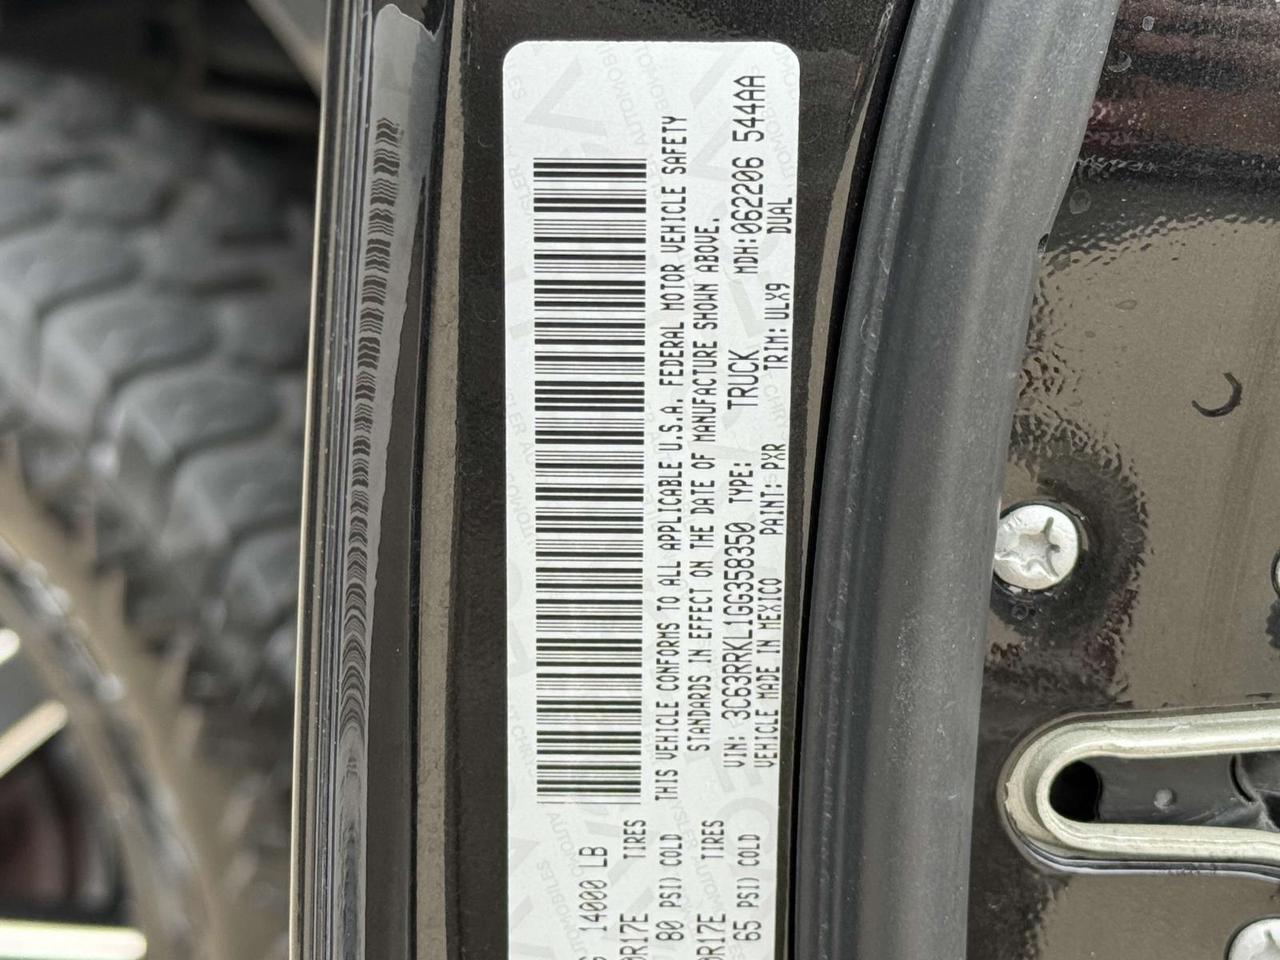 14000 LB
0R17E TIRES
80 PSI) COLD
0R17E TIRES
65 PSI) COLD
THIS VEHICLE CONFORMS TO ALL APPLICABLE U.S.A. FEDERAL MOTOR VEHICLE SAFETY
STANDARDS IN EFFECT ON THE DATE OF MANUFACTURE SHOWN ABOVE.
VIN: 3C63RRKL1GG358350 TYPE: TRUCK MDH:062206 544AA
VEHICLE MADE IN MEXICO PAINT: PXR TRIM: ULX9 DUAL